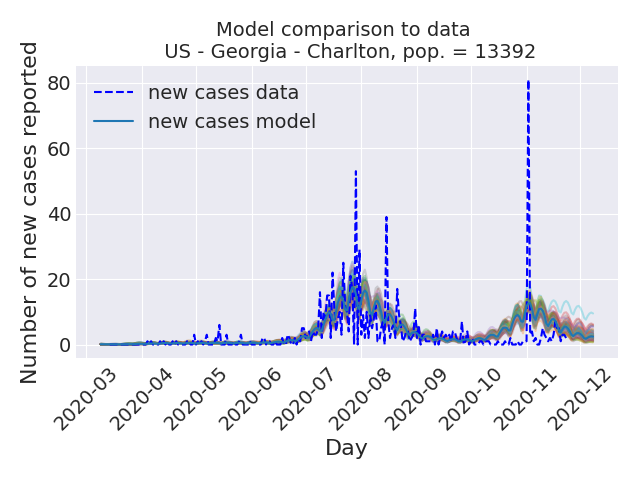 Model comparison to data
US - Georgia - Charlton, pop. = 13392
Number of new cases reported
80
60
40
20
0
new cases data
new cases model
2020-03
2020-04
2020-05
2020-06
2020-07
2020-08
2020-09
2020-10
2020-11
2020-12
Day